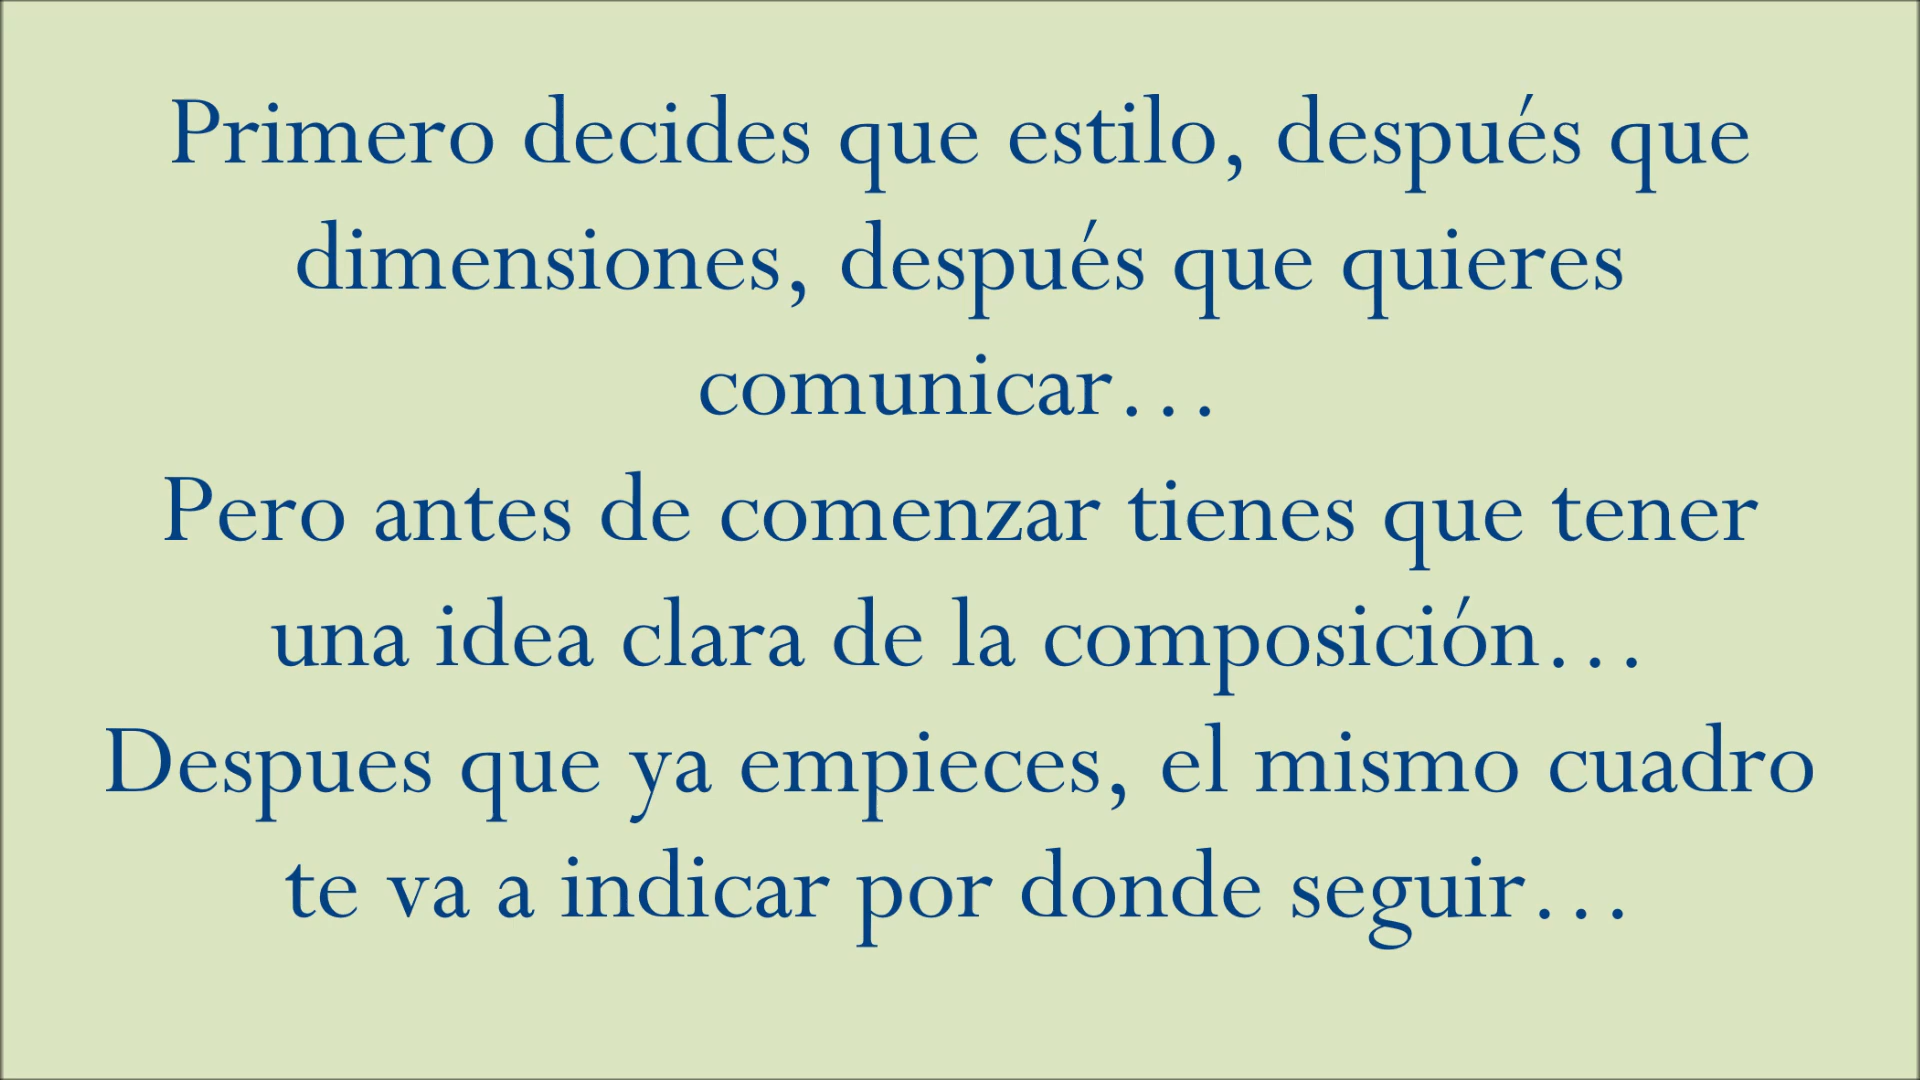 Primero decides que estilo, después que
dimensiones, después que quieres
comunicar…
Pero antes de comenzar tienes que tener
una idea clara de la composición…
Despues que ya empieces, el mismo cuadro
te va a indicar por donde seguir…